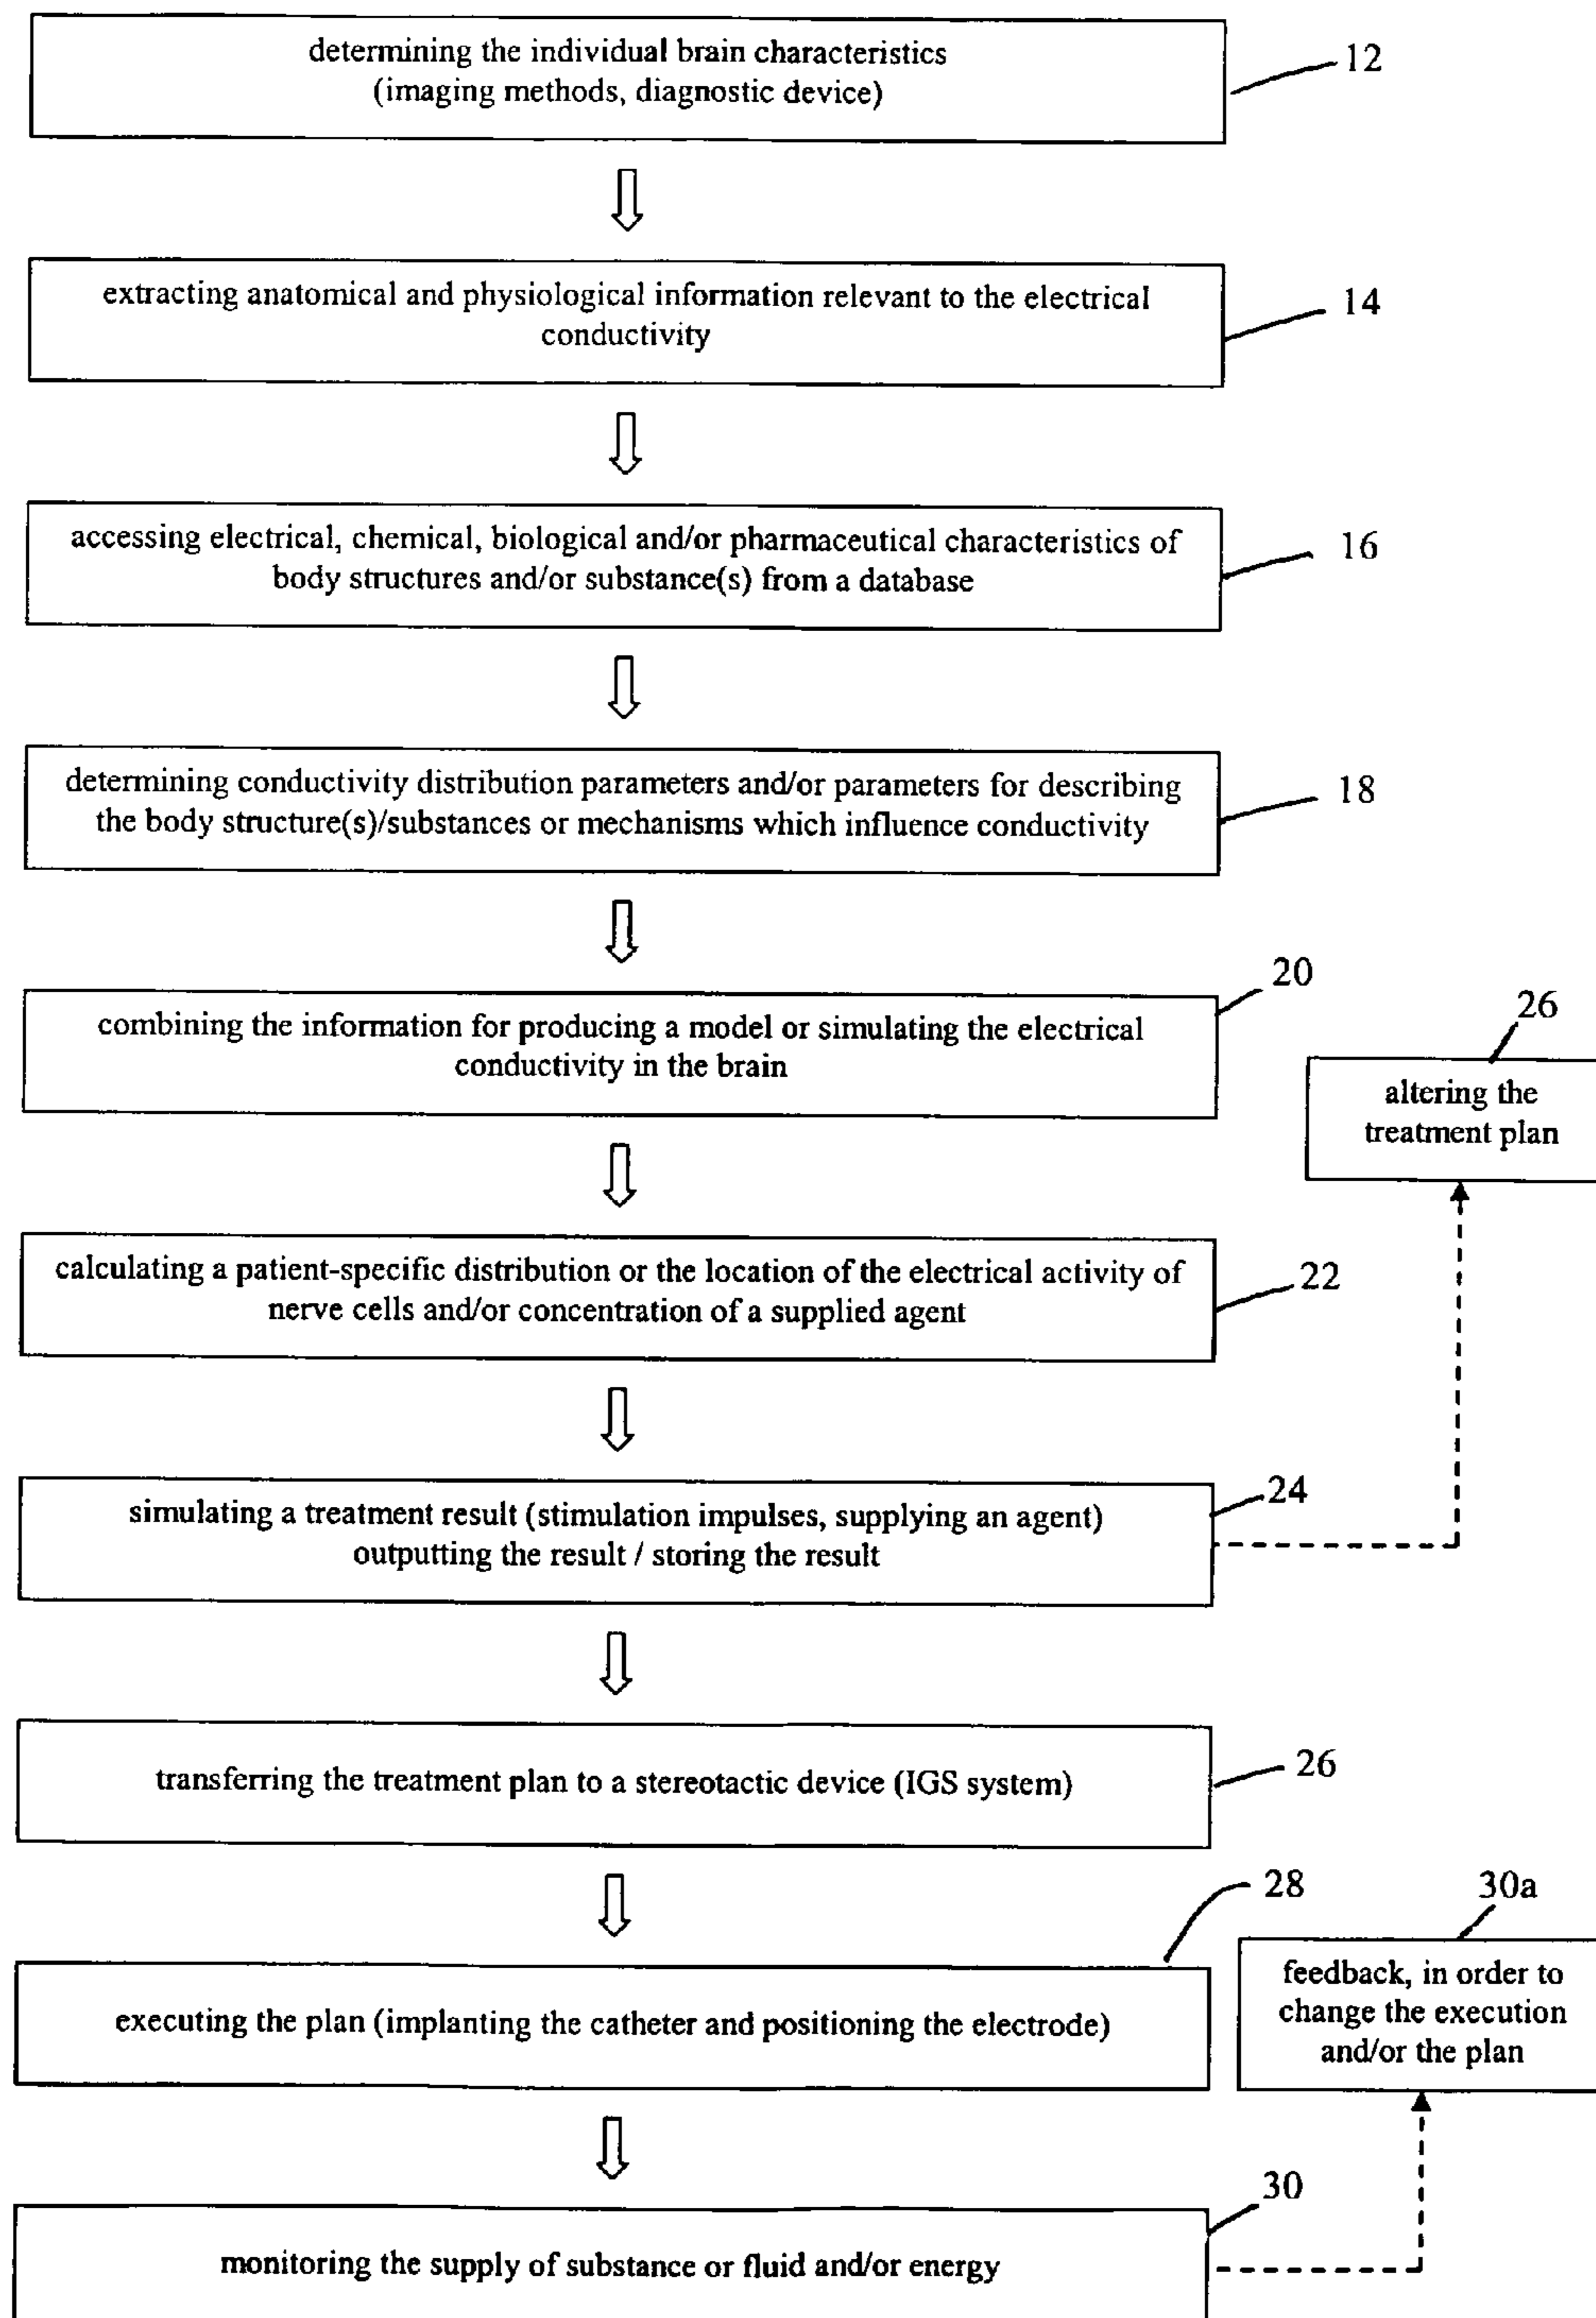 determining the individual brain characteristics
(imaging methods, diagnostic device)
12
extracting anatomical and physiological information relevant to the electrical
conductivity
14
accessing electrical, chemical, biological and/or pharmaceutical characteristics of
body structures and/or substance(s) from a database
16
determining conductivity distribution parameters and/or parameters for describing
the body structure(s)/substances or mechanisms which influence conductivity
18
combining the information for producing a model or simulating the electrical
conductivity in the brain
20
26
altering the
treatment plan
calculating a patient-specific distribution or the location of the electrical activity of
nerve cells and/or concentration of a supplied agent
22
simulating a treatment result (stimulation impulses, supplying an agent)
outputting the result / storing the result
24
transferring the treatment plan to a stereotactic device (IGS system)
26
executing the plan (implanting the catheter and positioning the electrode)
28
30a
feedback, in order to
change the execution
and/or the plan
monitoring the supply of substance or fluid and/or energy
30